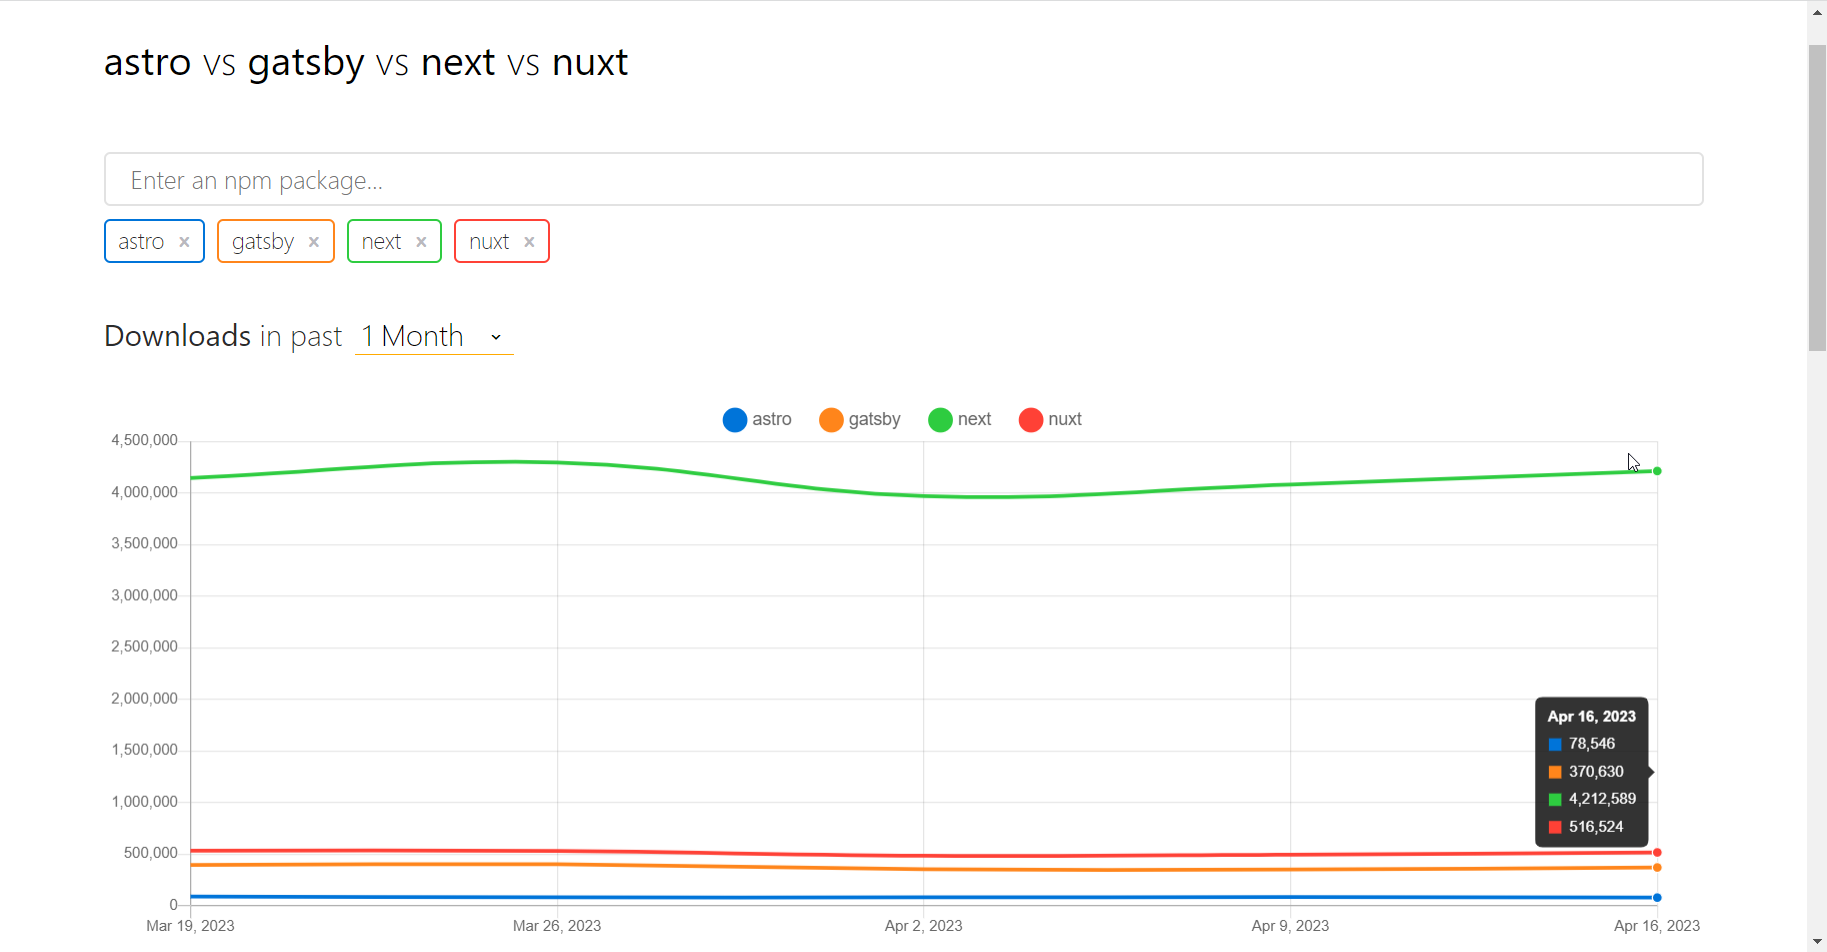 astro vs gatsby vs next vs nuxt
Enter an npm package...
astro × gatsby × next × nuxt ×
Downloads in past 1 Month
astro gatsby next nuxt
4,500,000
4,000,000
3,500,000
3,000,000
2,500,000
2,000,000
1,500,000
1,000,000
500,000
0
Apr 16, 2023
78,546
370,630
4,212,589
516,524
Mar 19, 2023 Mar 26, 2023 Apr 2, 2023 Apr 9, 2023 Apr 16, 2023